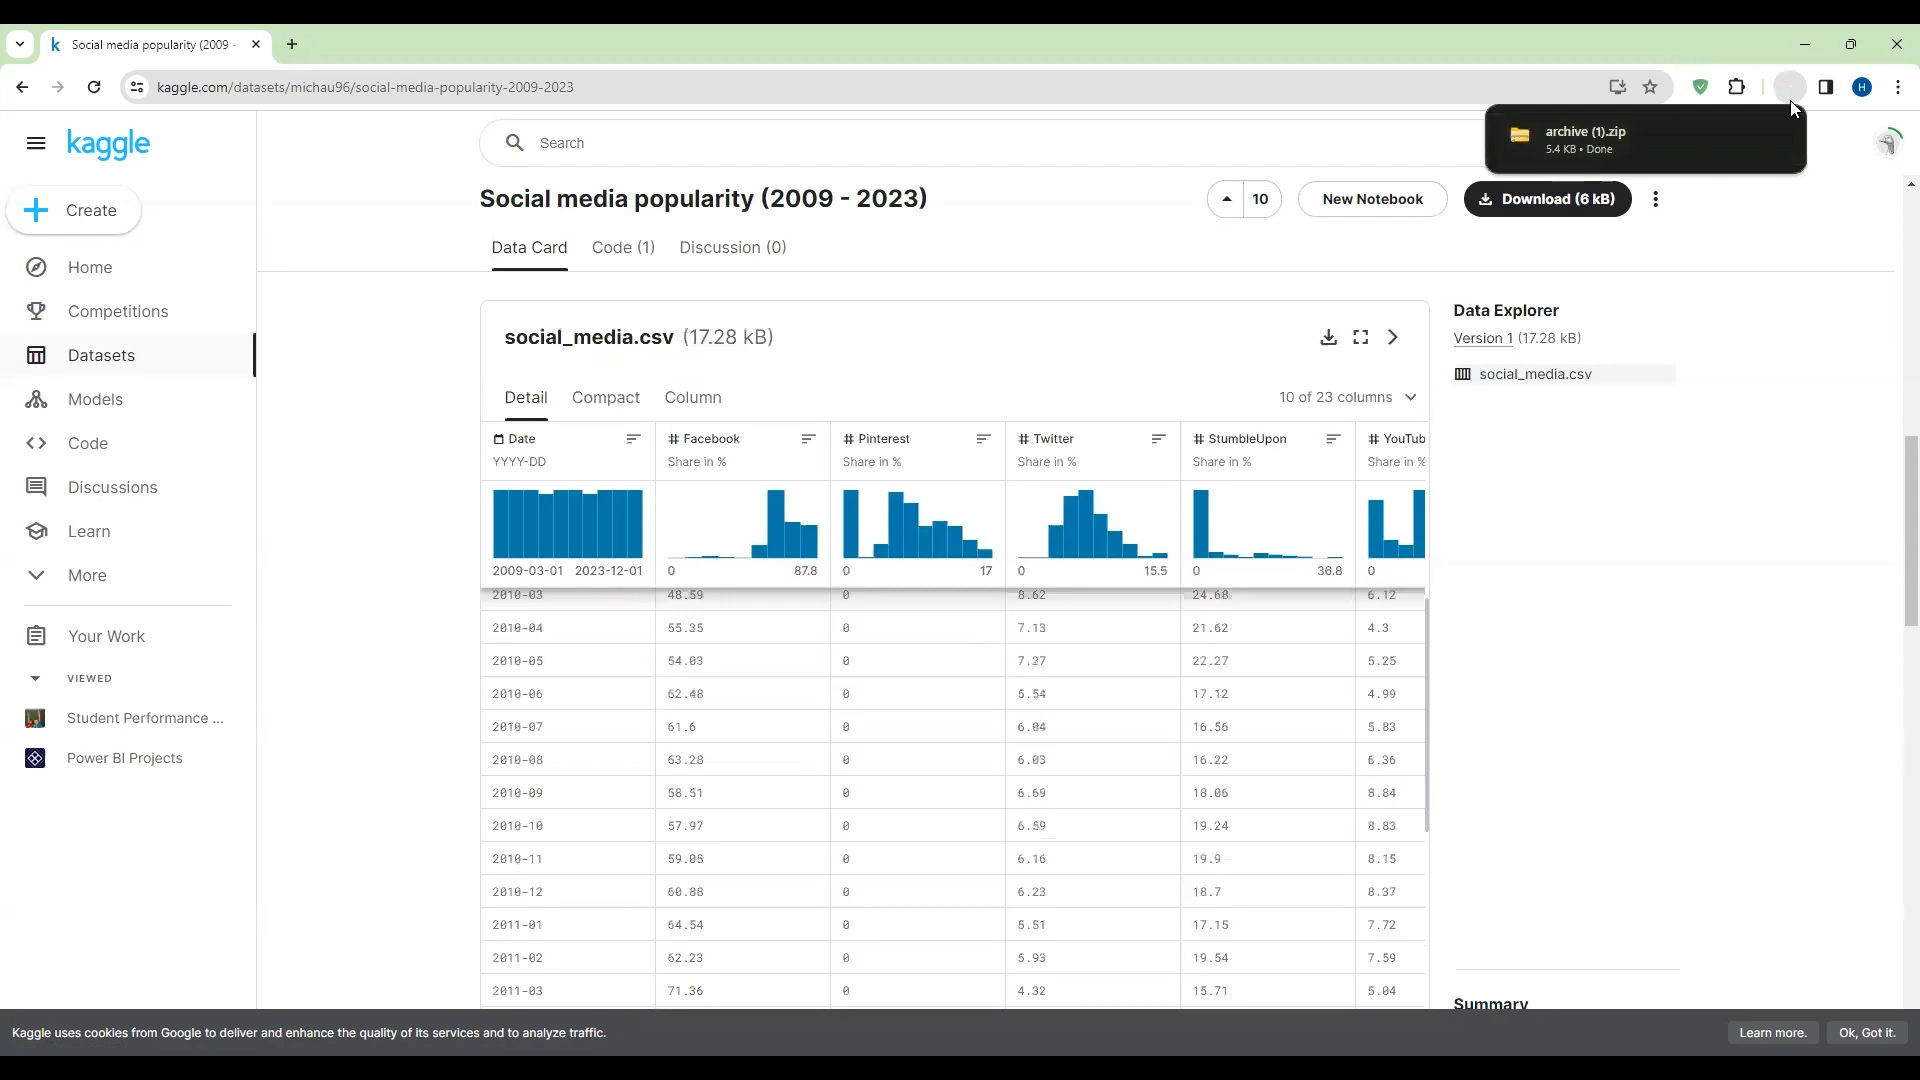 Social media popularity (2009 -
kaggle.com/datasets/michau96/social-media-popularity-2009-2023
H
archive (1).zip
5.4 KB • Done
kaggle
Search
Create
Home
Competitions
Datasets
Models
Code
Discussions
Learn
More
Your Work
VIEWED
Student Performance ...
Power BI Projects
Social media popularity (2009 - 2023)
10
New Notebook
Download (6 kB)
Data Card
Code (1)
Discussion (0)
social_media.csv (17.28 kB)
Detail
Compact
Column
10 of 23 columns
Date # Facebook # Pinterest # Twitter # StumbleUpon # YouTub
YYYY-DD Share in % Share in % Share in % Share in % Share in %
2009-03-01 2023-12-01 0 87.8 0 17 0 15.5 0 36.8 0
2010-03 48.59 0 8.62 24.68 6.12
2010-04 55.35 0 7.13 21.62 4.3
2010-05 54.03 0 7.27 22.27 5.25
2010-06 62.48 0 5.54 17.12 4.99
2010-07 61.6 0 6.04 16.56 5.83
2010-08 63.28 0 6.03 16.22 6.36
2010-09 58.51 0 6.69 18.06 8.84
2010-10 57.97 0 6.59 19.24 8.83
2010-11 59.05 0 6.16 19.9 8.15
2010-12 60.88 0 6.23 18.7 8.37
2011-01 64.54 0 5.51 17.15 7.72
2011-02 62.23 0 5.93 19.54 7.59
2011-03 71.36 0 4.32 15.71 5.04
Data Explorer
Version 1 (17.28 kB)
social_media.csv
Summary
Kaggle uses cookies from Google to deliver and enhance the quality of its services and to analyze traffic.
Learn more.
Ok, Got it.